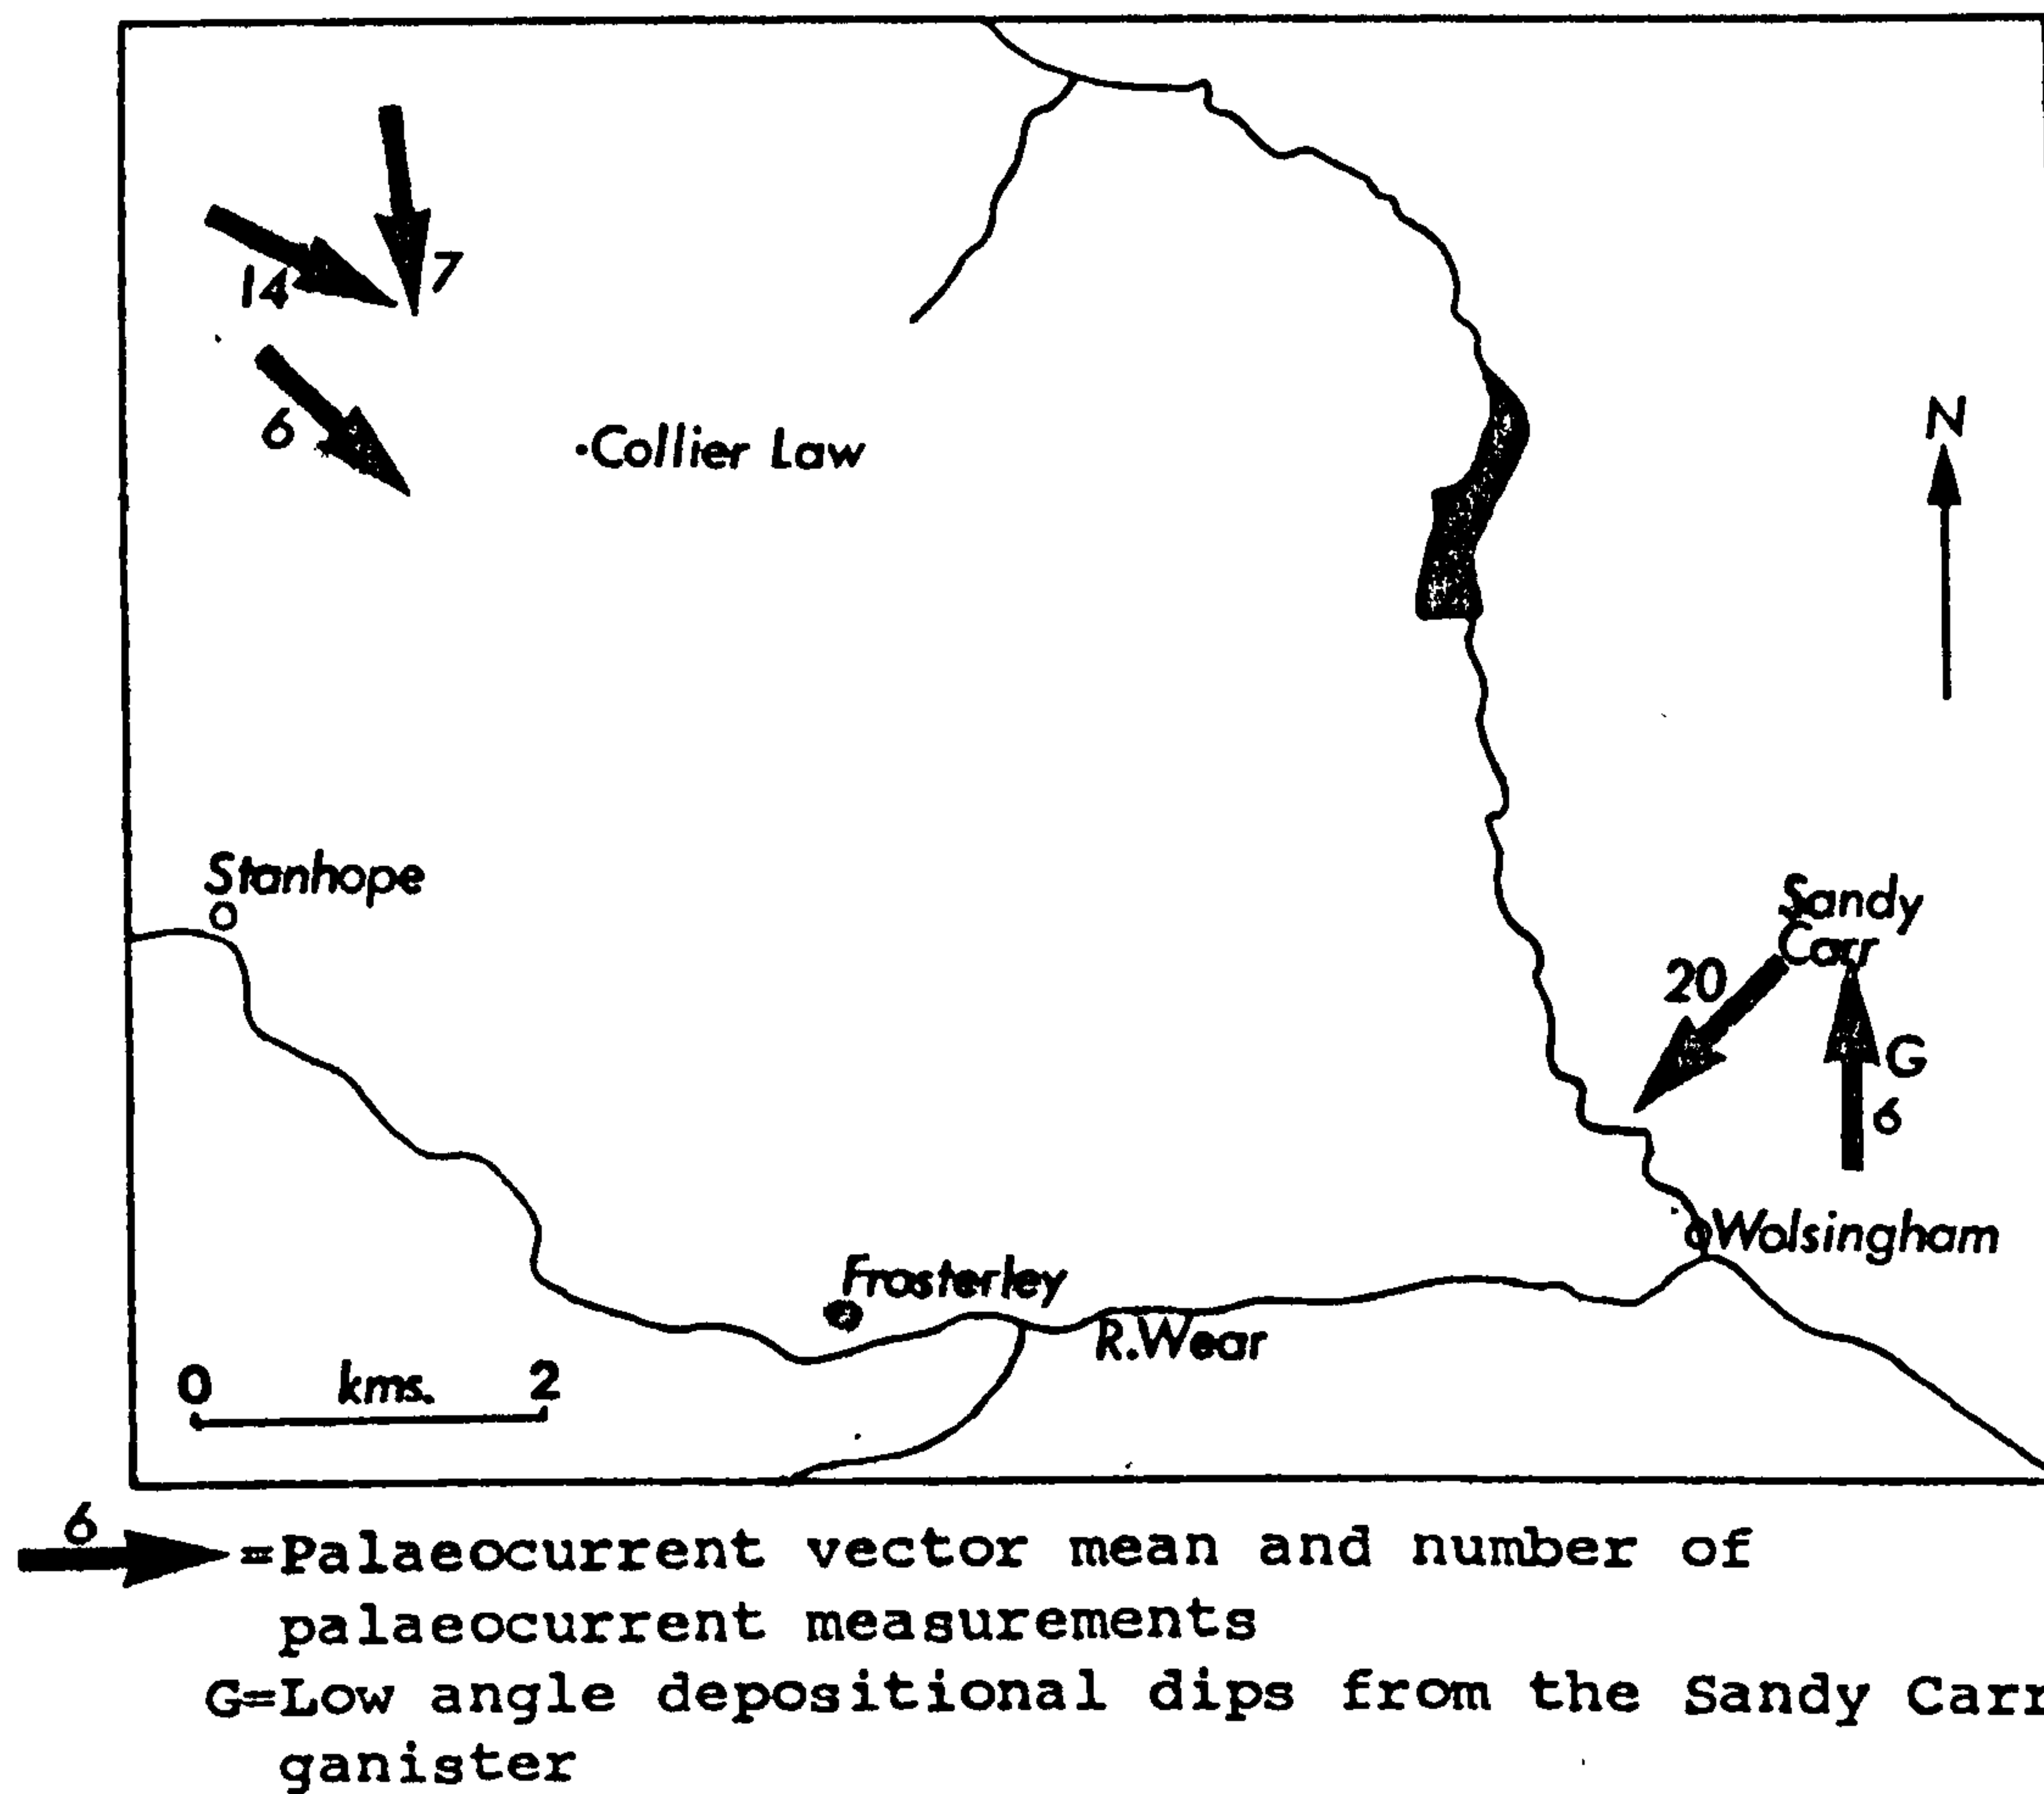 14
7
6
·Collier Law
N
Stanhope
Sandy
Carr
20
G
6
Wolsingham
Frosterley
R.Wear
0 kms. 2
6
=Palaeocurrent vector mean and number of
palaeocurrent measurements
G=Low angle depositional dips from the Sandy Carr
ganister